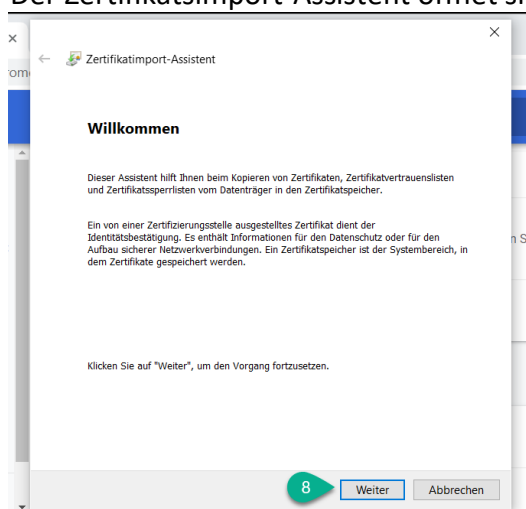 Der Zertifikatsimport-Assistent öffnet si
Zertifikatimport-Assistent
Willkommen
Dieser Assistent hilft Ihnen beim Kopieren von Zertifikaten, Zertifikatvertrauenslisten
und Zertifikatssperrlisten vom Datenträger in den Zertifikatspeicher.
Ein von einer Zertifizierungsstelle ausgestelltes Zertifikat dient der
Identitätsbestätigung. Es enthält Informationen für den Datenschutz oder für den
Aufbau sicherer Netzwerkverbindungen. Ein Zertifikatspeicher ist der Systembereich, in
dem Zertifikate gespeichert werden.
Klicken Sie auf "Weiter", um den Vorgang fortzusetzen.
8
Weiter
Abbrechen